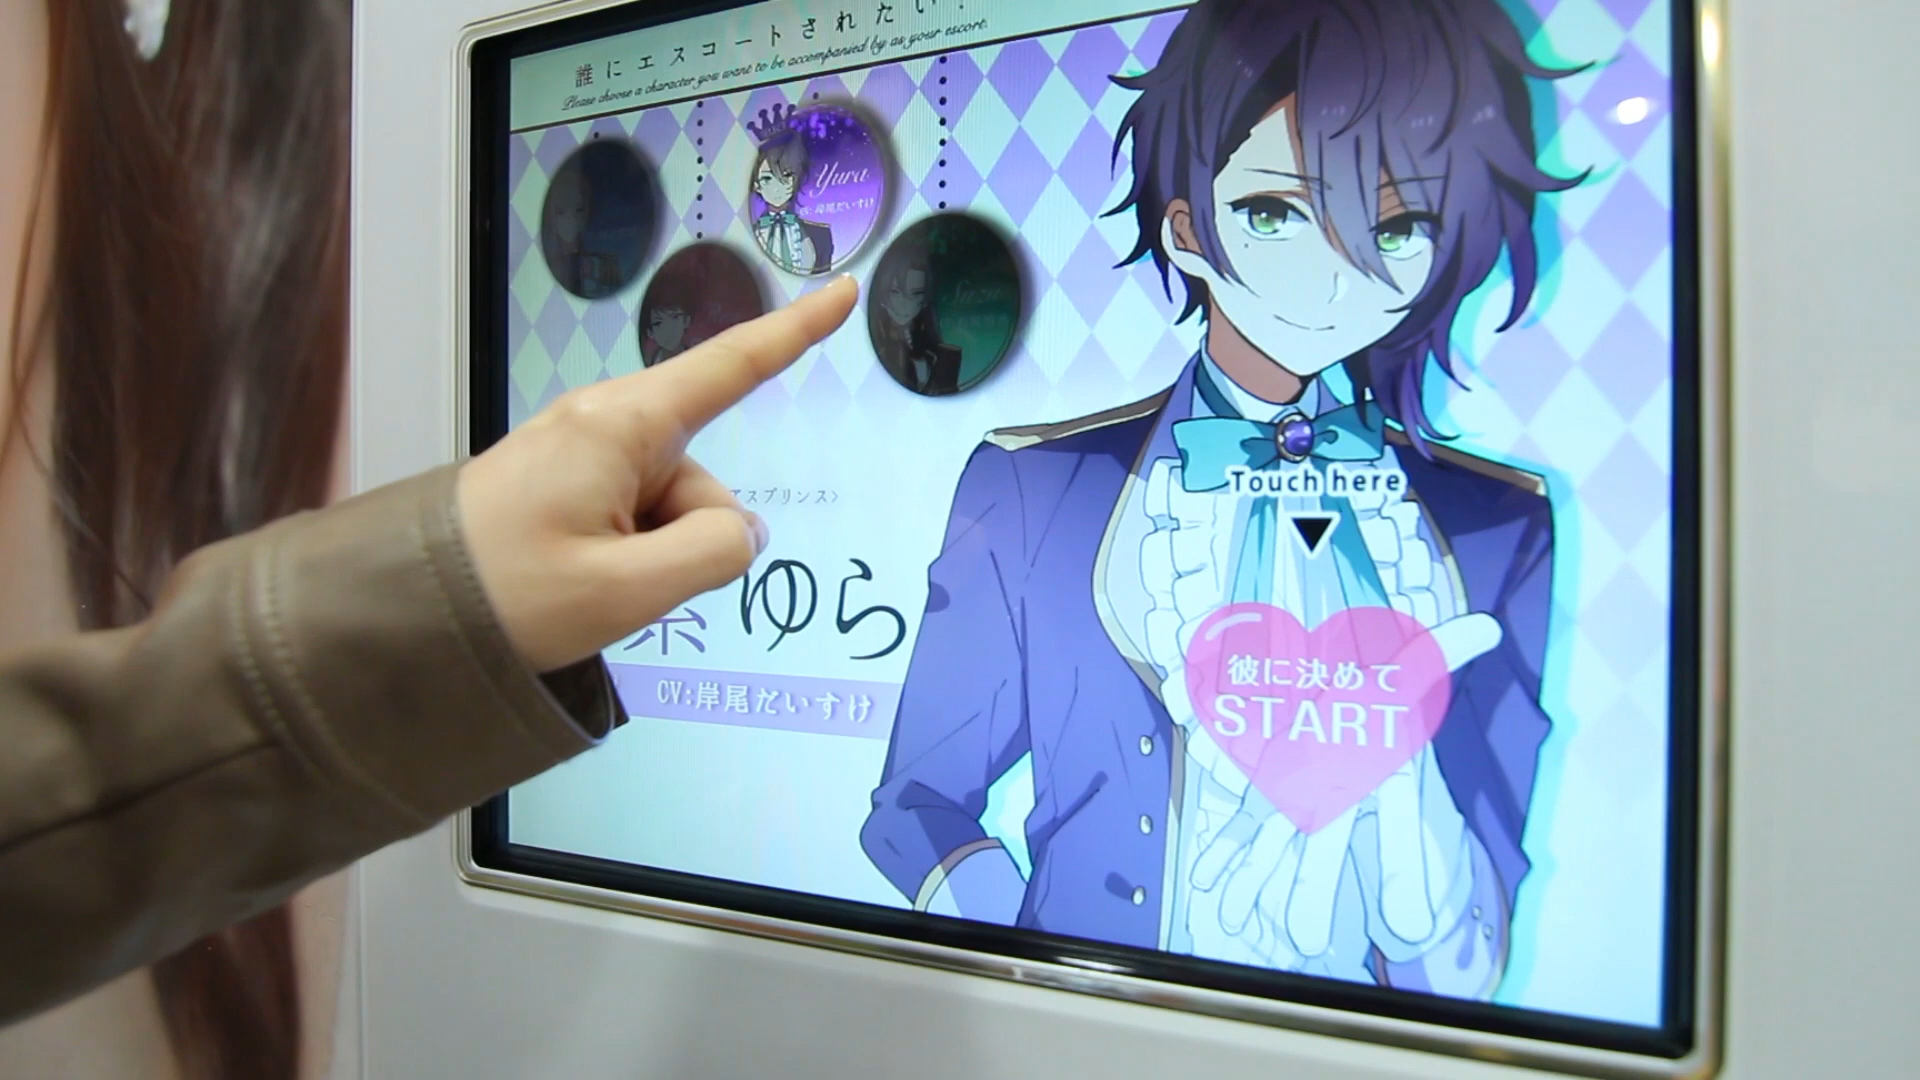 誰にエスコートされたい？
Please choose a character you want to be accompanied by as your escort.
Yura
CV:岸尾だいすけ
Suzu
アスプリンス〉
Touch here
ゆら
CV:岸尾だいすけ
彼に決めて
START